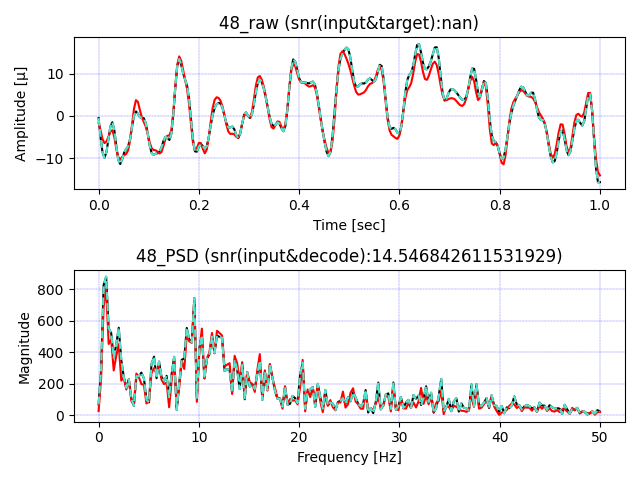 48_raw (snr(input&target):nan)
Amplitude [µ]
10
0
−10
0.0 0.2 0.4 0.6 0.8 1.0
Time [sec]
48_PSD (snr(input&decode):14.546842611531929)
Magnitude
800
600
400
200
0
0 10 20 30 40 50
Frequency [Hz]